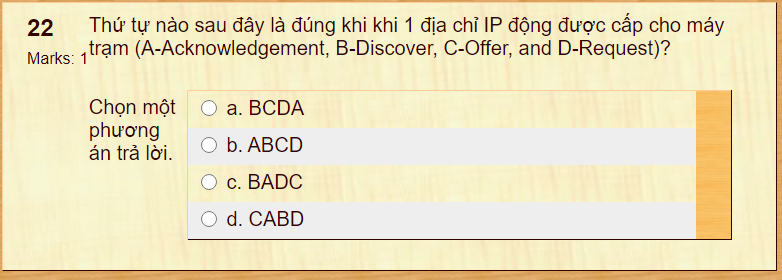 22
Marks: 1
Thứ tự nào sau đây là đúng khi khi 1 địa chỉ IP động được cấp cho máy
trạm (A-Acknowledgement, B-Discover, C-Offer, and D-Request)?
Chọn một
phương
án trả lời.
a. BCDA
b. ABCD
c. BADC
d. CABD